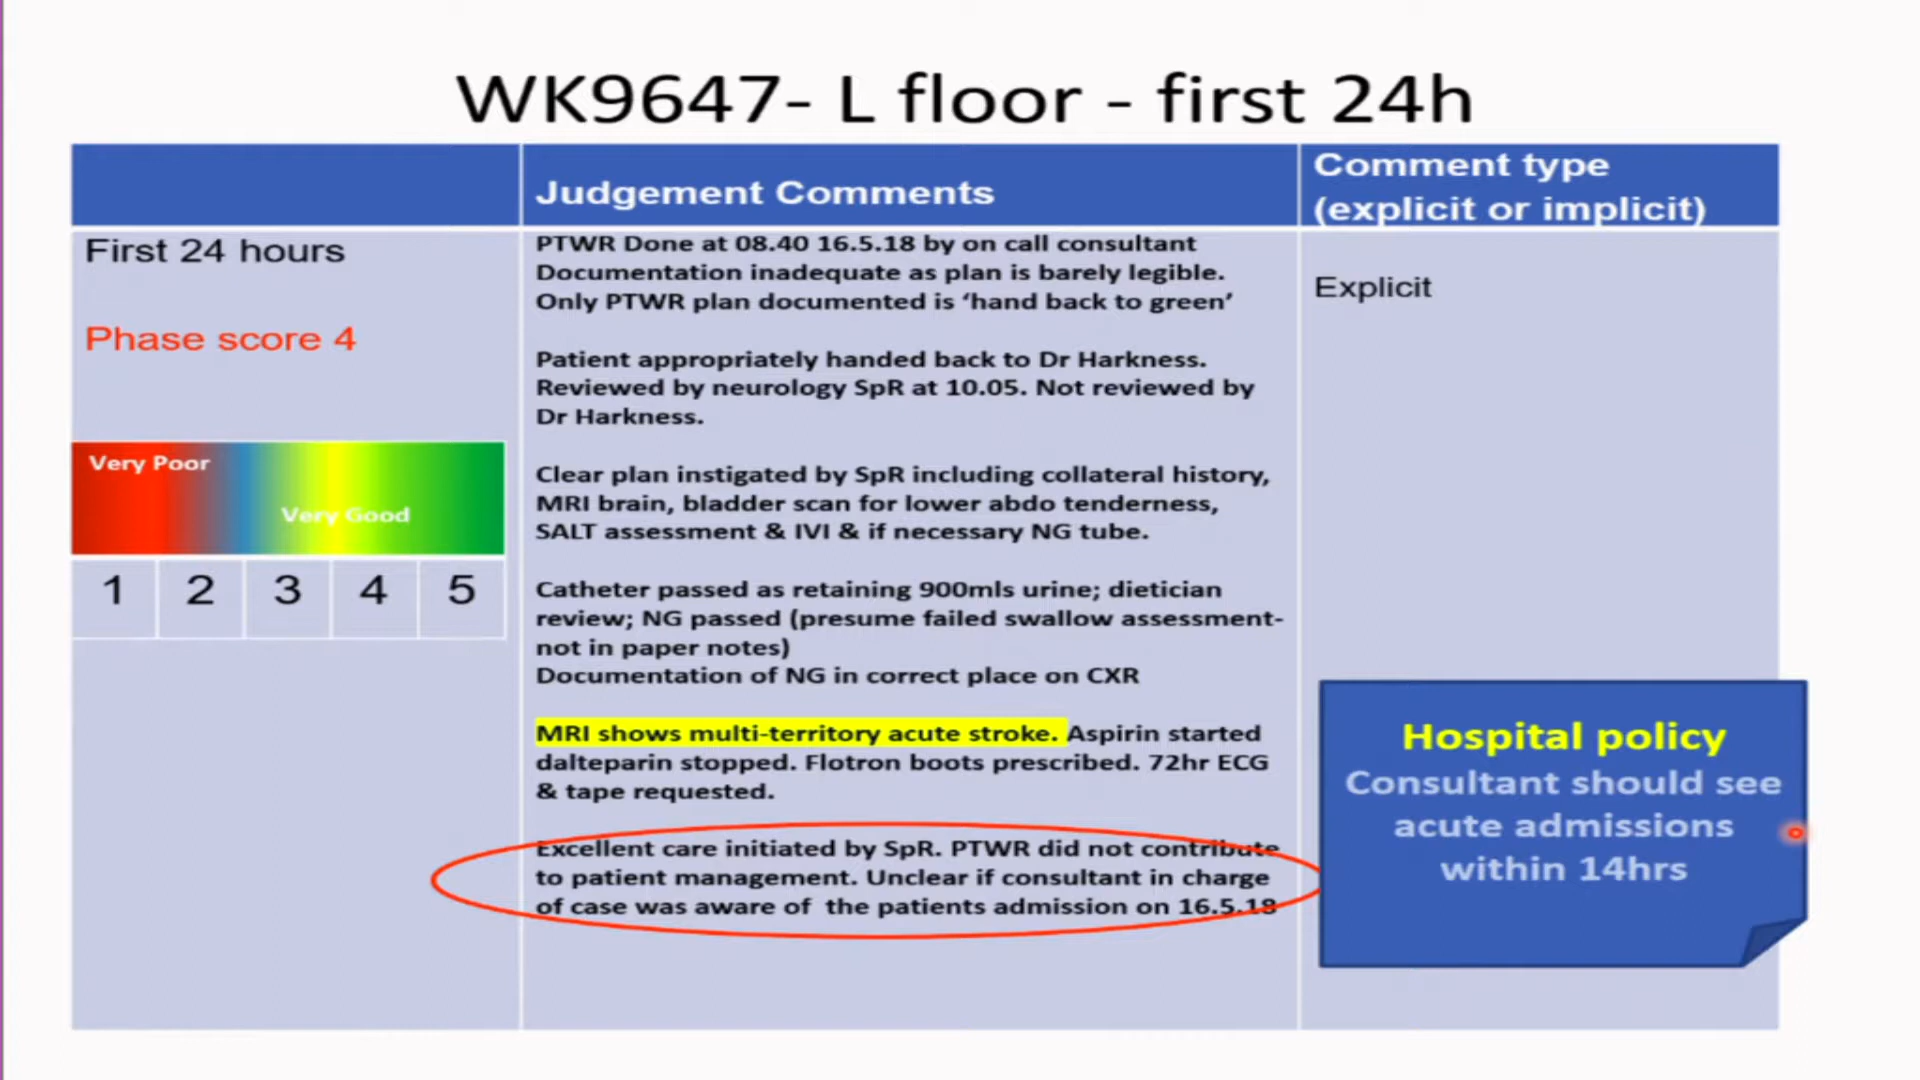 WK9647- L floor - first 24h
Judgement Comments
Comment type
(explicit or implicit)
First 24 hours
Phase score 4
Very Poor
Very Good
1 2 3 4 5
PTWR Done at 08.40 16.5.18 by on call consultant
Documentation inadequate as plan is barely legible.
Only PTWR plan documented is ‘hand back to green’
Patient appropriately handed back to Dr Harkness.
Reviewed by neurology SpR at 10.05. Not reviewed by
Dr Harkness.
Clear plan instigated by SpR including collateral history,
MRI brain, bladder scan for lower abdo tenderness,
SALT assessment & IVI & if necessary NG tube.
Catheter passed as retaining 900mls urine; dietician
review; NG passed (presume failed swallow assessment-
not in paper notes)
Documentation of NG in correct place on CXR
MRI shows multi-territory acute stroke. Aspirin started
dalteparin stopped. Flotron boots prescribed. 72hr ECG
& tape requested.
Excellent care initiated by SpR. PTWR did not contribute
to patient management. Unclear if consultant in charge
of case was aware of the patients admission on 16.5.18
Explicit
Hospital policy
Consultant should see
acute admissions
within 14hrs